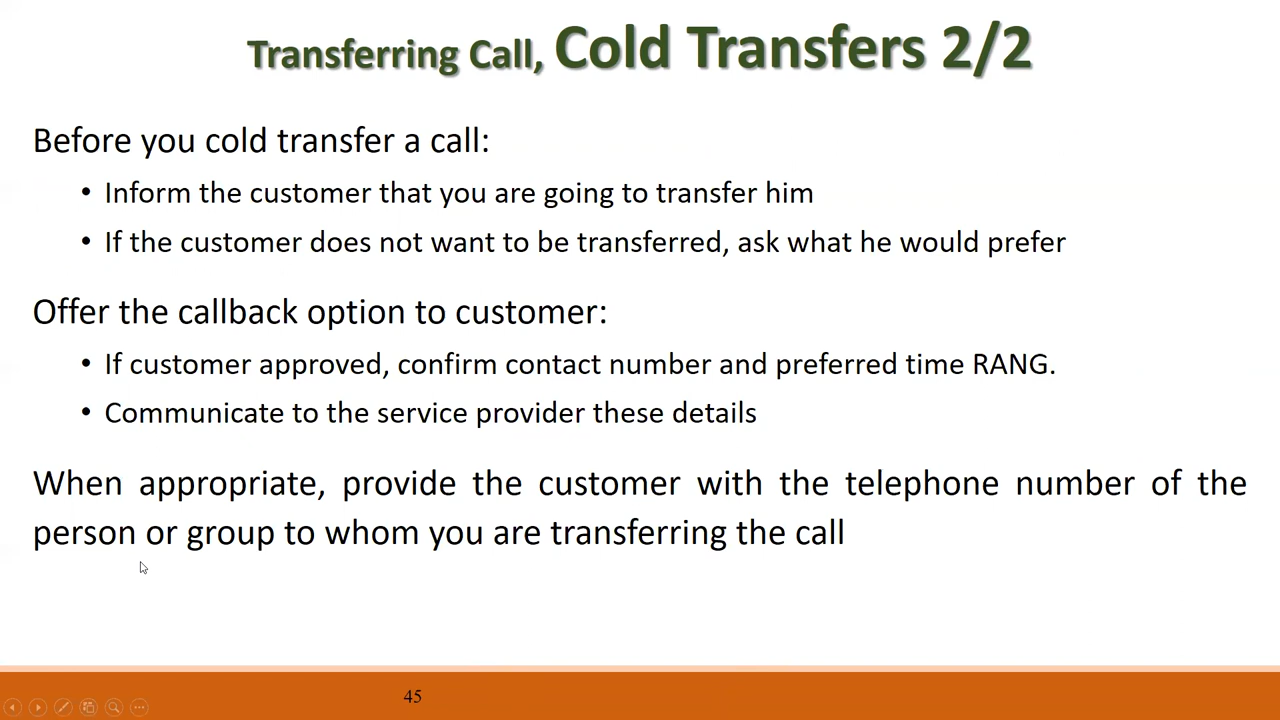 Transferring Call, Cold Transfers 2/2
Before you cold transfer a call:
• Inform the customer that you are going to transfer him
• If the customer does not want to be transferred, ask what he would prefer
Offer the callback option to customer:
• If customer approved, confirm contact number and preferred time RANG.
• Communicate to the service provider these details
When appropriate, provide the customer with the telephone number of the
person or group to whom you are transferring the call
45